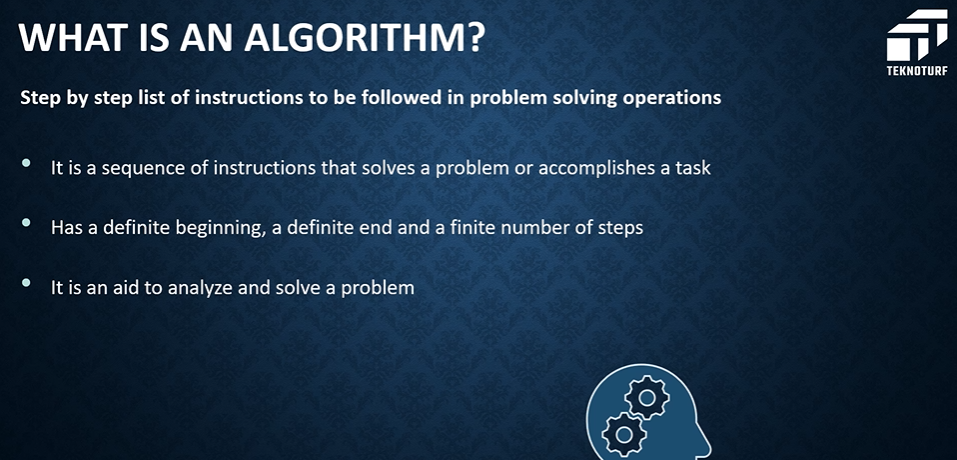 WHAT IS AN ALGORITHM?
TEKNOTURF
Step by step list of instructions to be followed in problem solving operations
• It is a sequence of instructions that solves a problem or accomplishes a task
• Has a definite beginning, a definite end and a finite number of steps
• It is an aid to analyze and solve a problem